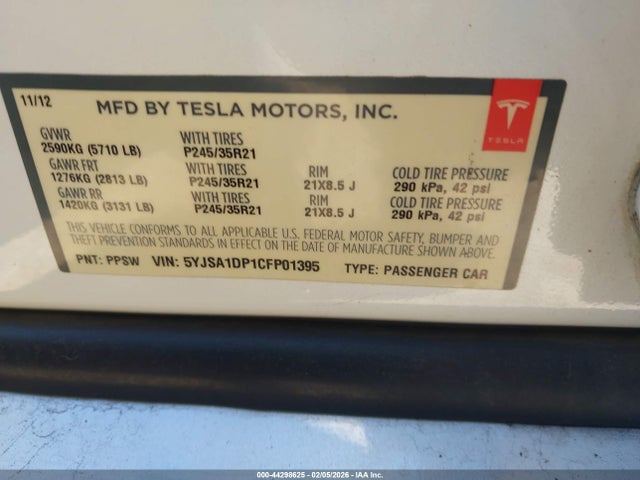 11/12 MFD BY TESLA MOTORS, INC.
TESLA
GVWR WITH TIRES
2590KG (5710 LB) P245/35R21
GAWR FRT WITH TIRES RIM COLD TIRE PRESSURE
1276KG (2813 LB) P245/35R21 21X8.5 J 290 kPa, 42 psi
GAWR RR WITH TIRES RIM COLD TIRE PRESSURE
1420KG (3131 LB) P245/35R21 21X8.5 J 290 kPa, 42 psi
THIS VEHICLE CONFORMS TO ALL APPLICABLE U.S. FEDERAL MOTOR SAFETY, BUMPER AND
THEFT PREVENTION STANDARDS IN EFFECT ON THE DATE OF MANUFACTURE SHOWN ABOVE.
PNT: PPSW VIN: 5YJSA1DP1CFP01395 TYPE: PASSENGER CAR
000-44298625 - 02/05/2026 - IAA Inc.